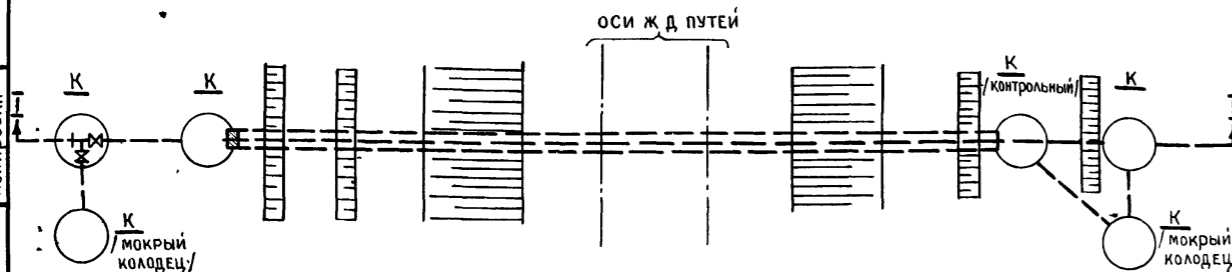 ОСИ Ж Д ПУТЕЙ
К
К
К
/КОНТРОЛЬНЫЙ/
К
I
К
/МОКРЫЙ
КОЛОДЕЦ/
К
/МОКРЫЙ
КОЛОДЕЦ